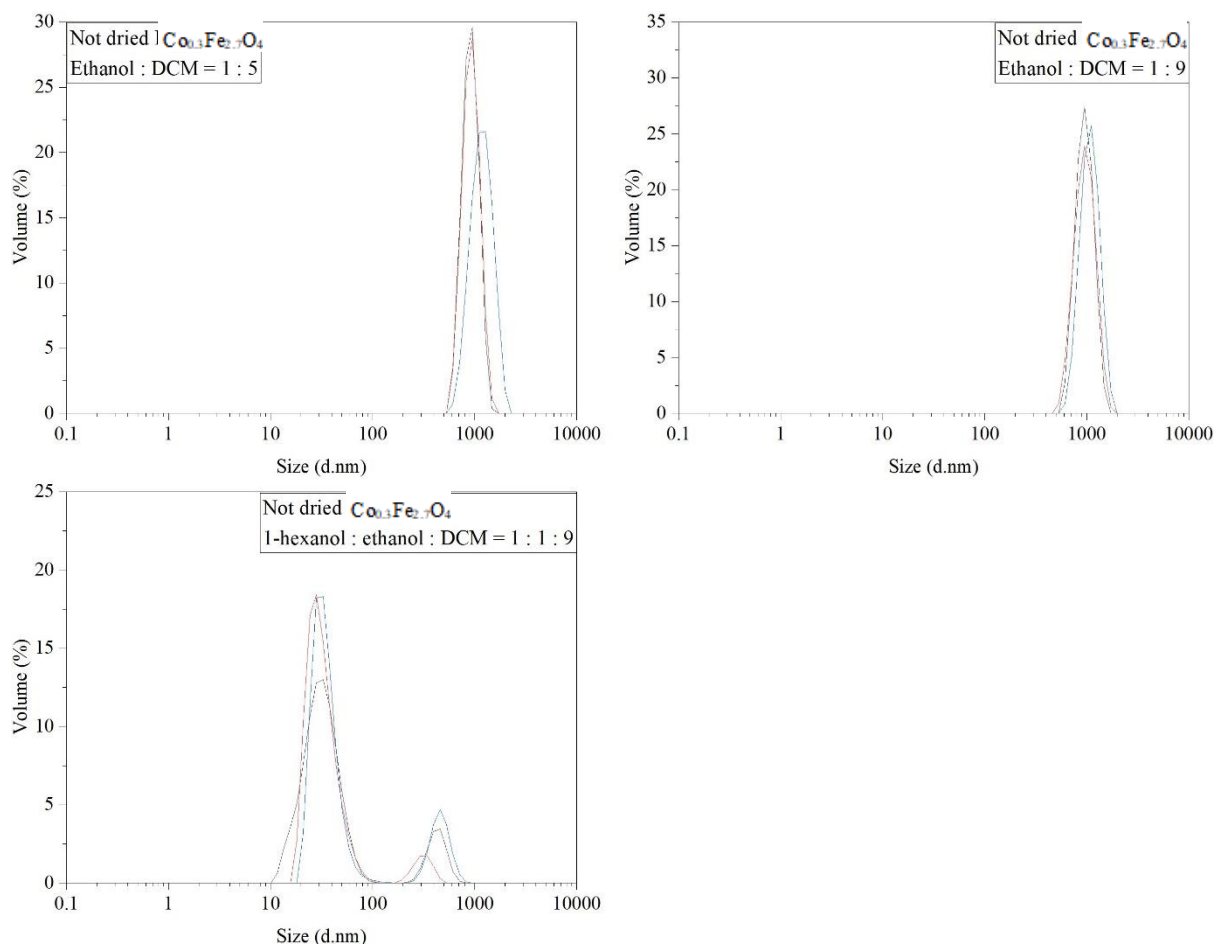 30
25
20
15
10
5
0
Volume (%)
Not dried Co0.3Fe2.7O4
Ethanol : DCM = 1 : 5
0.1 1 10 100 1000 10000
Size (d.nm)
35
30
25
20
15
10
5
0
Volume (%)
Not dried Co0.3Fe2.7O4
Ethanol : DCM = 1 : 9
0.1 1 10 100 1000 10000
Size (d.nm)
25
20
15
10
5
0
Volume (%)
Not dried Co0.3Fe2.7O4
1-hexanol : ethanol : DCM = 1 : 1 : 9
0.1 1 10 100 1000 10000
Size (d.nm)